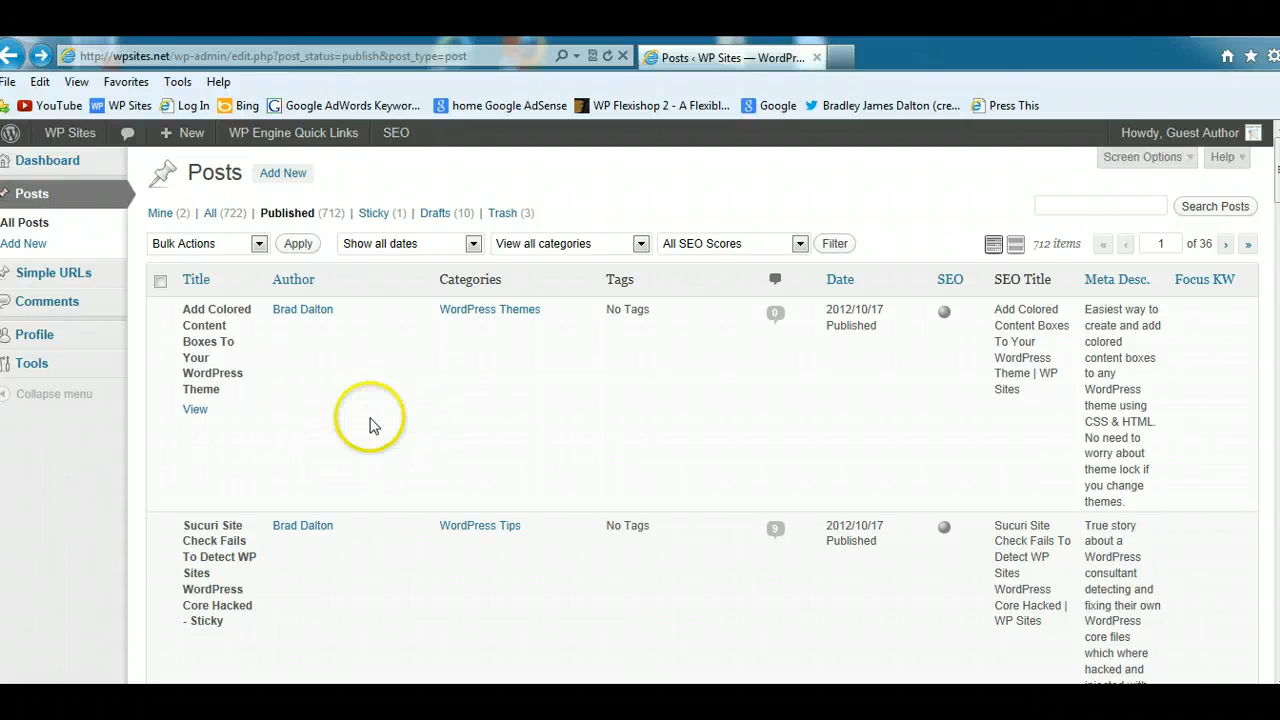 http://wpsites.net/wp-admin/edit.php?post_status=publish&post_type=post
Posts ‹ WP Sites — WordPr...
File Edit View Favorites Tools Help
YouTube WP Sites Log In Bing Google AdWords Keywor... home Google AdSense WP Flexishop 2 - A Flexibl... Google Bradley James Dalton (cre... Press This
WP Sites + New WP Engine Quick Links SEO Howdy, Guest Author
Dashboard
Posts
All Posts
Add New
Simple URLs
Comments
Profile
Tools
Collapse menu
Screen Options Help
Posts Add New
Mine (2) | All (722) | Published (712) | Sticky (1) | Drafts (10) | Trash (3)
Search Posts
Bulk Actions Apply Show all dates View all categories All SEO Scores Filter 712 items « ‹ 1 of 36 › »
Title Author Categories Tags Date SEO SEO Title Meta Desc. Focus KW
Add Colored
Content
Boxes To
Your
WordPress
Theme
View
Brad Dalton
WordPress Themes
No Tags
0
2012/10/17
Published
Add Colored
Content Boxes
To Your
WordPress
Theme | WP
Sites
Easiest way to
create and add
colored
content boxes
to any
WordPress
theme using
CSS & HTML.
No need to
worry about
theme lock if
you change
themes.
Sucuri Site
Check Fails
To Detect WP
Sites
WordPress
Core Hacked
- Sticky
Brad Dalton
WordPress Tips
No Tags
9
2012/10/17
Published
Sucuri Site
Check Fails To
Detect WP
Sites
WordPress
Core Hacked |
WP Sites
True story
about a
WordPress
consultant
detecting and
fixing their own
WordPress
core files
which where
hacked and
injected with